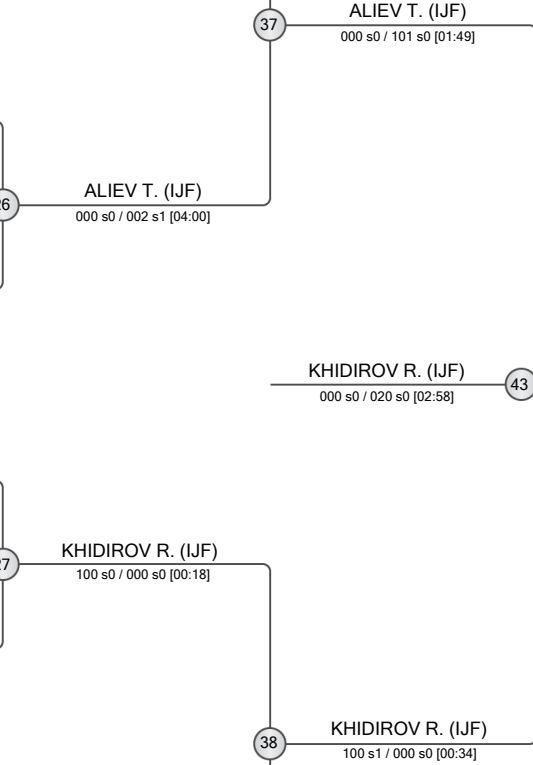 37
ALIEV T. (IJF)
000 s0 / 101 s0 [01:49]
ALIEV T. (IJF)
000 s0 / 002 s1 [04:00]
KHIDIROV R. (IJF)
000 s0 / 020 s0 [02:58]
43
KHIDIROV R. (IJF)
100 s0 / 000 s0 [00:18]
38
KHIDIROV R. (IJF)
100 s1 / 000 s0 [00:34]